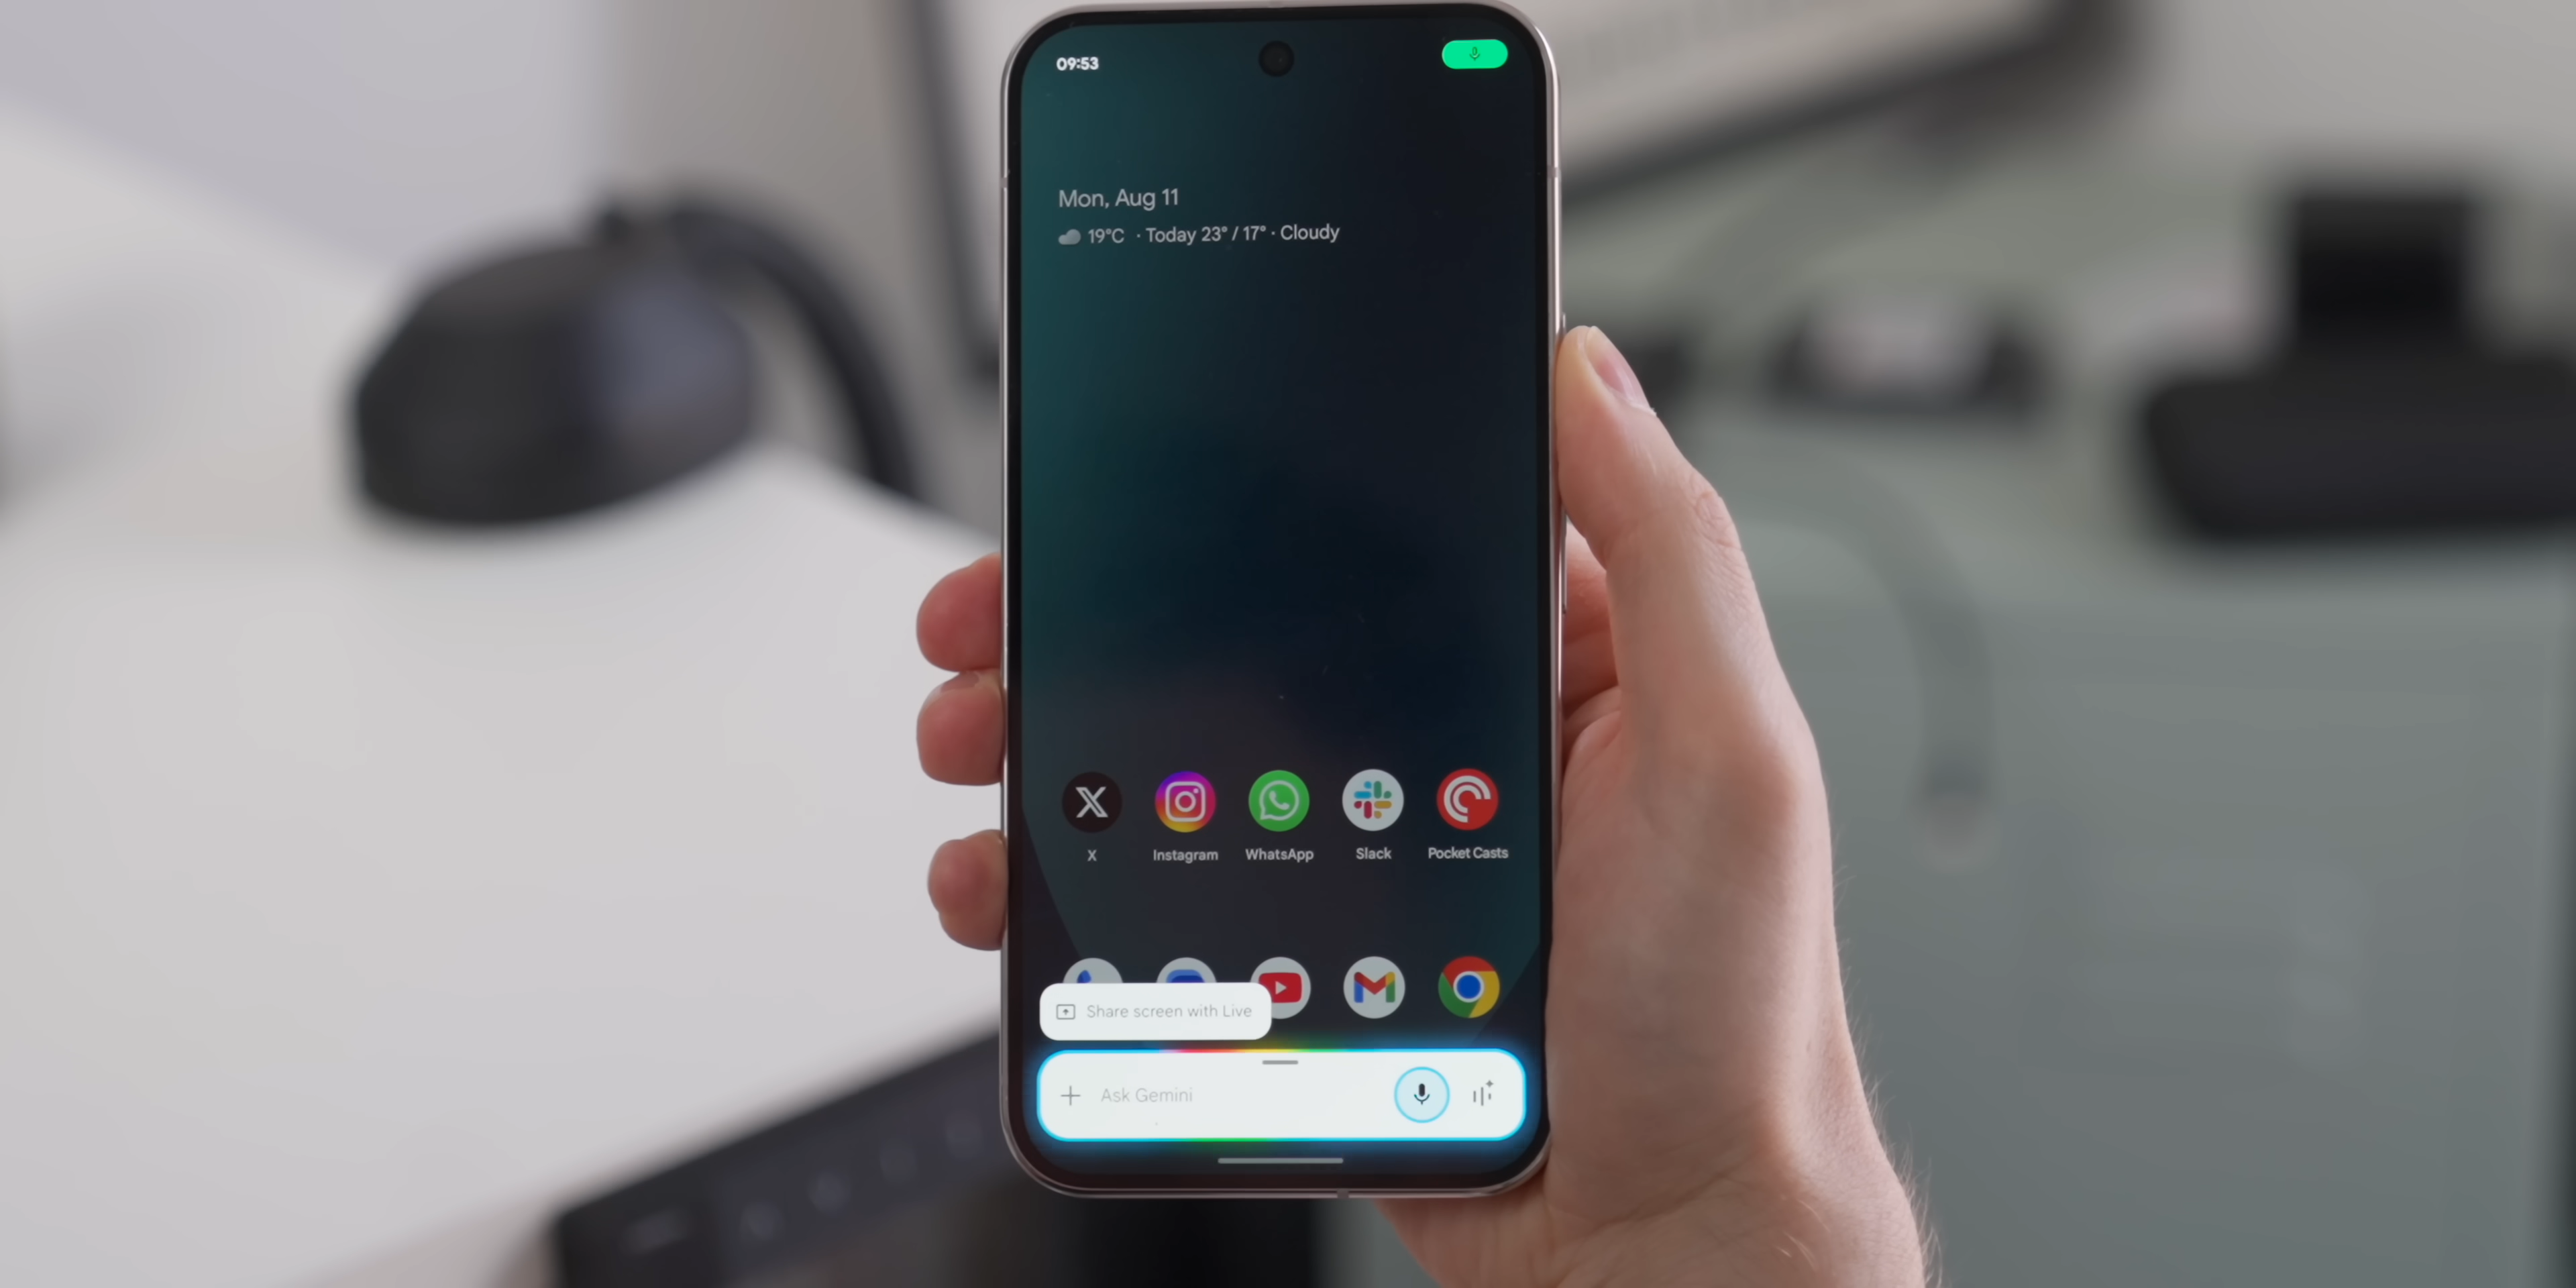 09:53
Mon, Aug 11
19°C · Today 23° / 17° · Cloudy
X
Instagram
WhatsApp
Slack
Pocket Casts
Share screen with Live
Ask Gemini